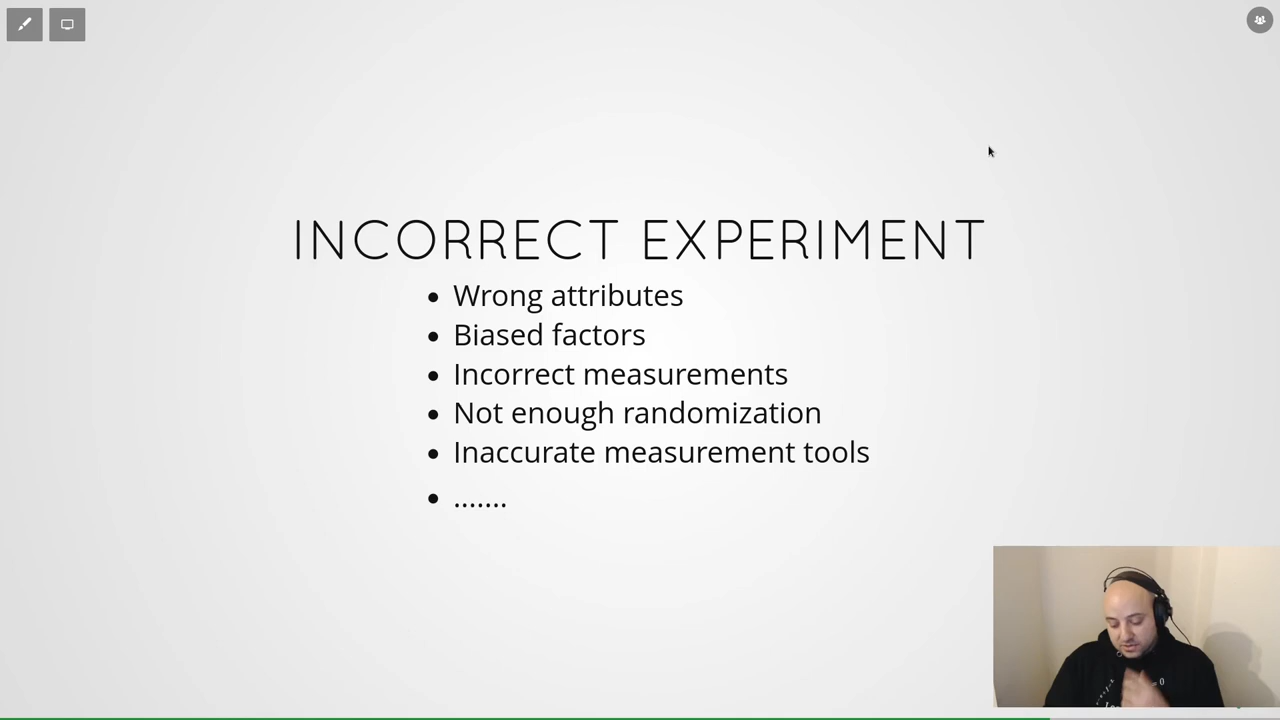 INCORRECT EXPERIMENT
• Wrong attributes
• Biased factors
• Incorrect measurements
• Not enough randomization
• Inaccurate measurement tools
• .......